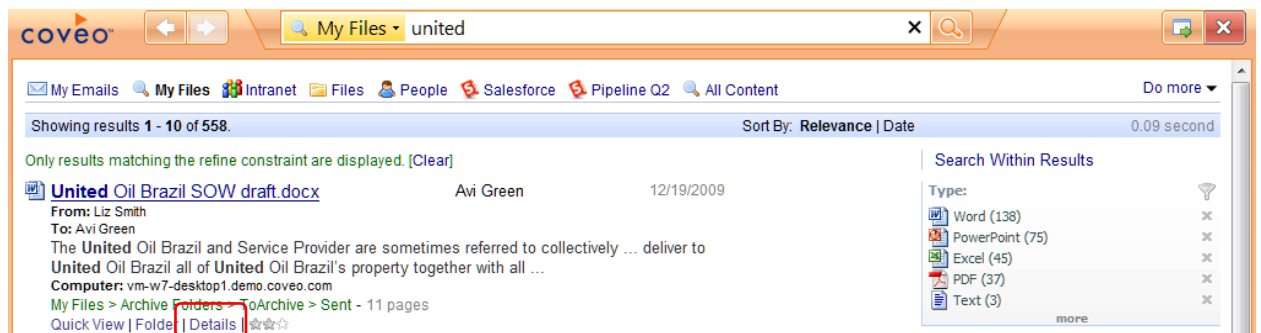 coveo™ My Files united
My Emails My Files Intranet Files People Salesforce Pipeline Q2 All Content Do more
Showing results 1 - 10 of 558. Sort By: Relevance | Date 0.09 second
Only results matching the refine constraint are displayed. [Clear] Search Within Results
United Oil Brazil SOW draft.docx Avi Green 12/19/2009 Type:
From: Liz Smith Word (138)
To: Avi Green PowerPoint (75)
The United Oil Brazil and Service Provider are sometimes referred to collectively ... deliver to Excel (45)
United Oil Brazil all of United Oil Brazil's property together with all ... PDF (37)
Computer: vm-w7-desktop1.demo.coveo.com Text (3)
My Files > Archive Folders > ToArchive > Sent - 11 pages more
Quick View | Folder | Details |